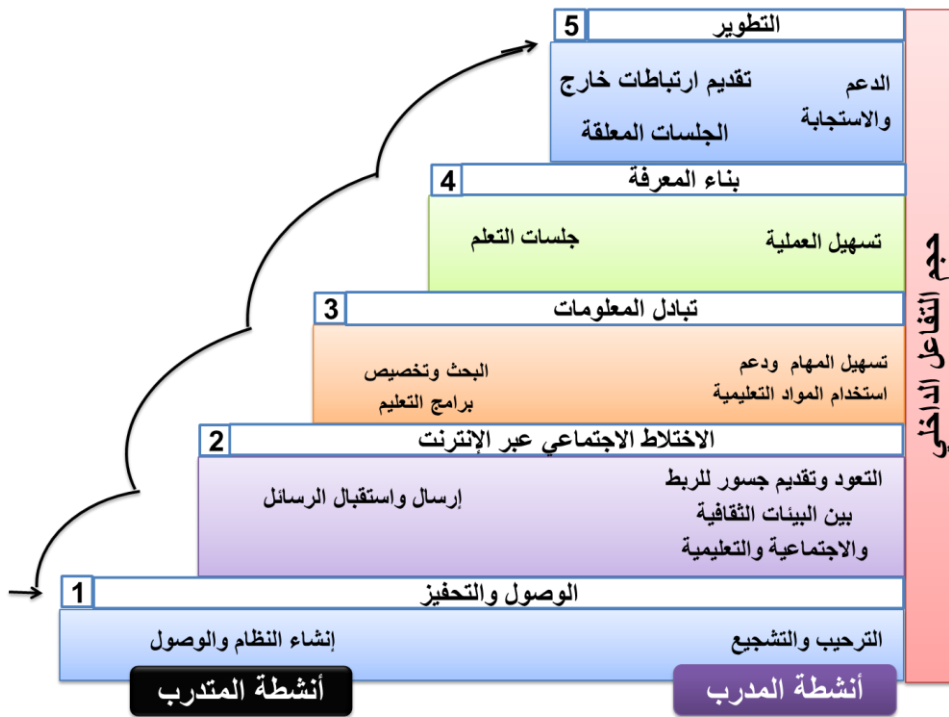 5 التطوير
الدعم
والاستجابة
تقديم ارتباطات خارج
الجلسات المعلقة
4 بناء المعرفة
تسهيل العملية
جلسات التعلم
3 تبادل المعلومات
تسهيل المهام ودعم
استخدام المواد التعليمية
البحث وتخصيص
برامج التعليم
2 الاختلاط الاجتماعي عبر الإنترنت
التعود وتقديم جسور للربط
بين البيئات الثقافية
والاجتماعية والتعليمية
إرسال واستقبال الرسائل
1 الوصول والتحفيز
الترحيب والتشجيع
إنشاء النظام والوصول
أنشطة المدرب
أنشطة المتدرب
حجم التفاعل الداخلي